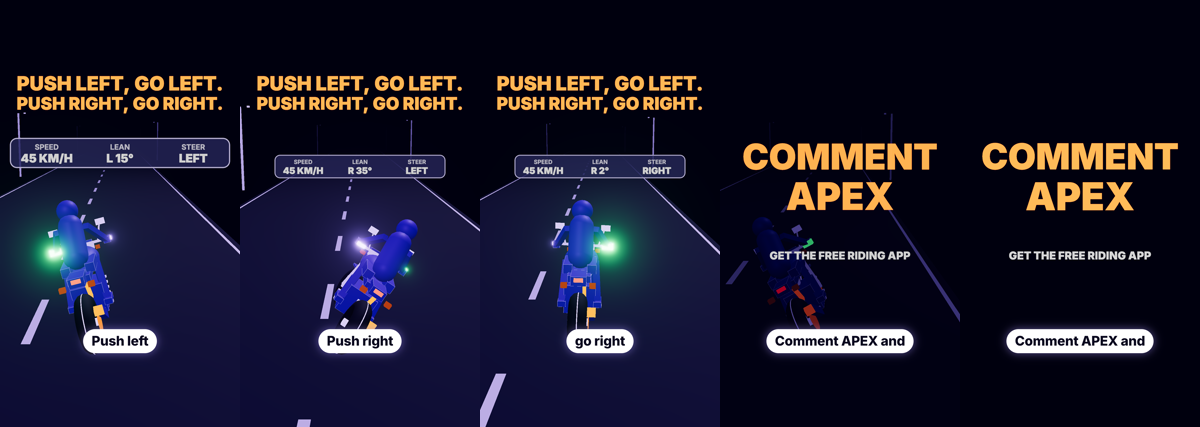 PUSH LEFT, GO LEFT.
PUSH RIGHT, GO RIGHT.
SPEED LEAN STEER
45 KM/H L 15° LEFT
Push left
PUSH LEFT, GO LEFT.
PUSH RIGHT, GO RIGHT.
SPEED LEAN STEER
45 KM/H R 35° LEFT
Push right
PUSH LEFT, GO LEFT.
PUSH RIGHT, GO RIGHT.
SPEED LEAN STEER
45 KM/H R 2° RIGHT
go right
COMMENT
APEX
GET THE FREE RIDING APP
Comment APEX and
COMMENT
APEX
GET THE FREE RIDING APP
Comment APEX and